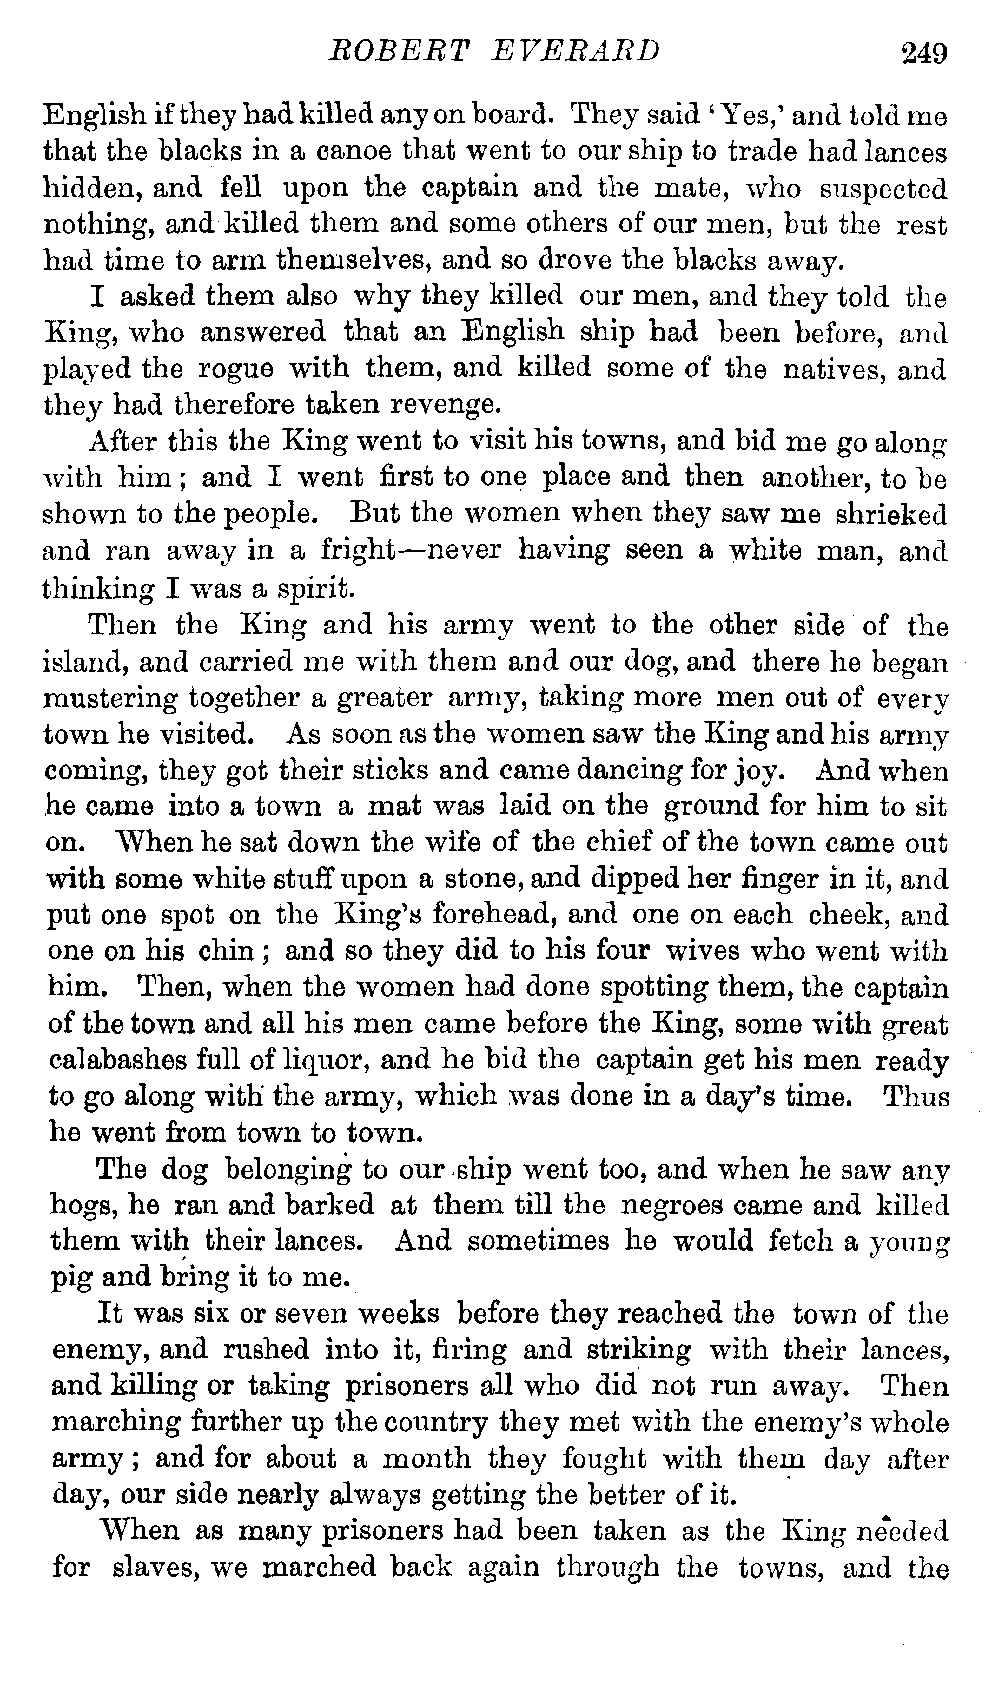 ROBERT EVERARD 249
English if they had killed any on board. They said ‘Yes,’ and told me
that the blacks in a canoe that went to our ship to trade had lances
hidden, and fell upon the captain and the mate, who suspected
nothing, and killed them and some others of our men, but the rest
had time to arm themselves, and so drove the blacks away.
I asked them also why they killed our men, and they told the
King, who answered that an English ship had been before, and
played the rogue with them, and killed some of the natives, and
they had therefore taken revenge.
After this the King went to visit his towns, and bid me go along
with him; and I went first to one place and then another, to be
shown to the people. But the women when they saw me shrieked
and ran away in a fright—never having seen a white man, and
thinking I was a spirit.
Then the King and his army went to the other side of the
island, and carried me with them and our dog, and there he began
mustering together a greater army, taking more men out of every
town he visited. As soon as the women saw the King and his army
coming, they got their sticks and came dancing for joy. And when
he came into a town a mat was laid on the ground for him to sit
on. When he sat down the wife of the chief of the town came out
with some white stuff upon a stone, and dipped her finger in it, and
put one spot on the King’s forehead, and one on each cheek, and
one on his chin; and so they did to his four wives who went with
him. Then, when the women had done spotting them, the captain
of the town and all his men came before the King, some with great
calabashes full of liquor, and he bid the captain get his men ready
to go along with the army, which was done in a day’s time. Thus
he went from town to town.
The dog belonging to our ship went too, and when he saw any
hogs, he ran and barked at them till the negroes came and killed
them with their lances. And sometimes he would fetch a young
pig and bring it to me.
It was six or seven weeks before they reached the town of the
enemy, and rushed into it, firing and striking with their lances,
and killing or taking prisoners all who did not run away. Then
marching further up the country they met with the enemy’s whole
army; and for about a month they fought with them day after
day, our side nearly always getting the better of it.
When as many prisoners had been taken as the King needed
for slaves, we marched back again through the towns, and the